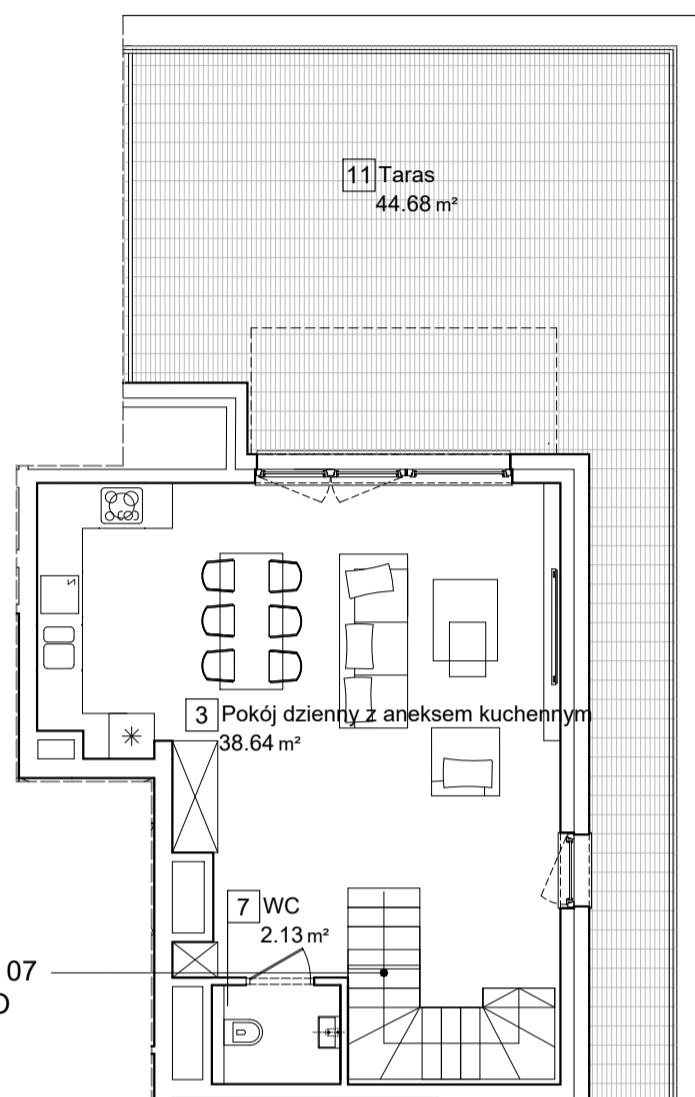 11 Taras
44.68 m²
3 Pokój dzienny z aneksem kuchennym
38.64 m²
7 WC
2.13 m²
07